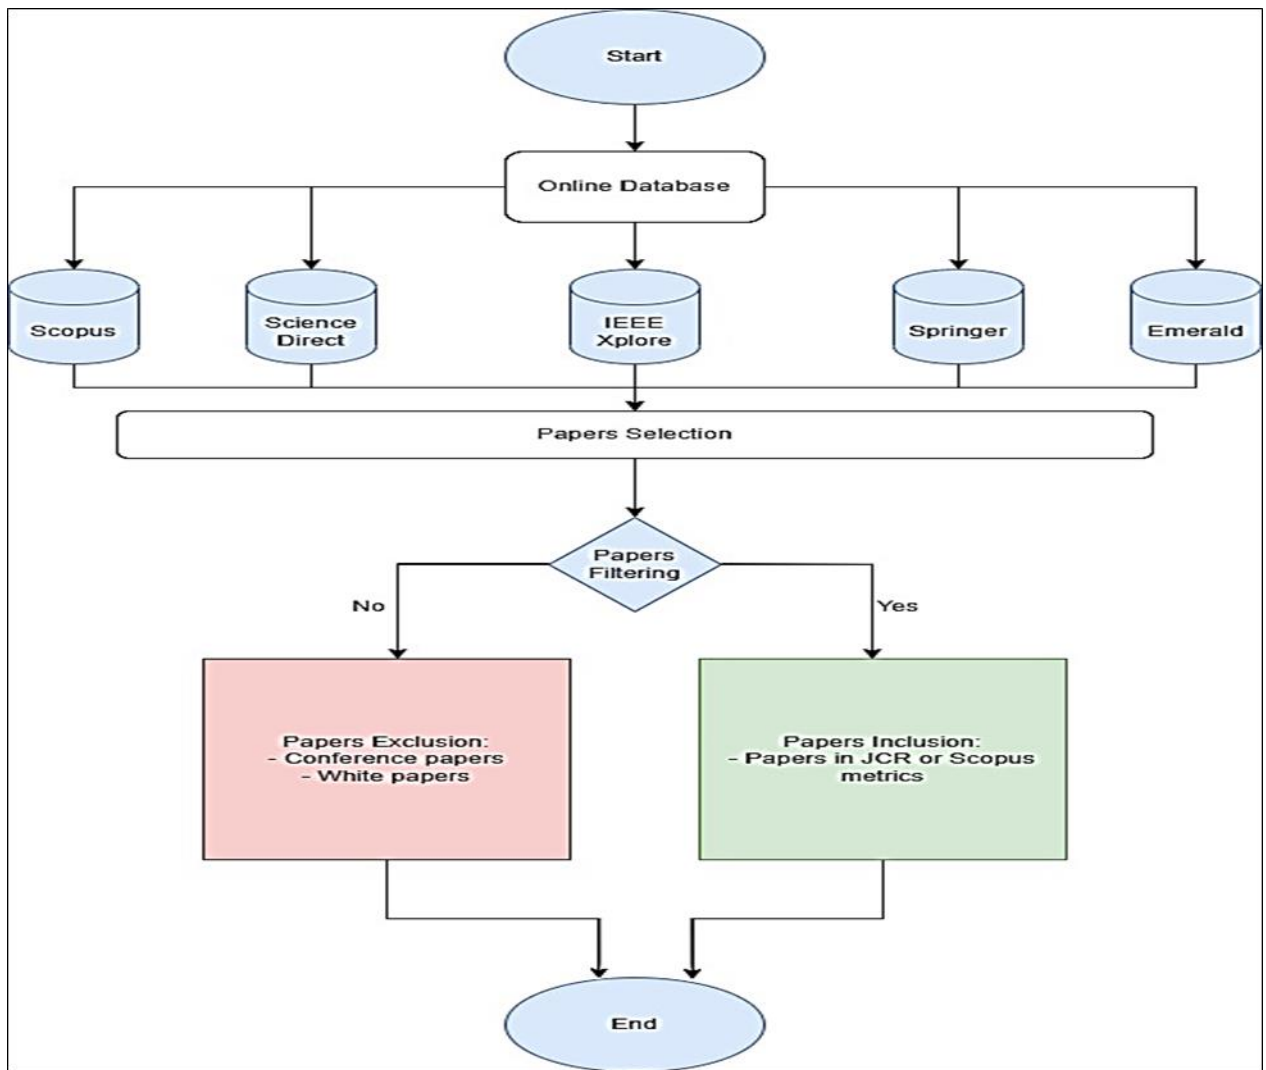 Start
Online Database
Scopus
Science
Direct
IEEE
Xplore
Springer
Emerald
Papers Selection
Papers
Filtering
No
Yes
Papers Exclusion:
- Conference papers
- White papers
Papers Inclusion:
- Papers in JCR or Scopus
metrics
End